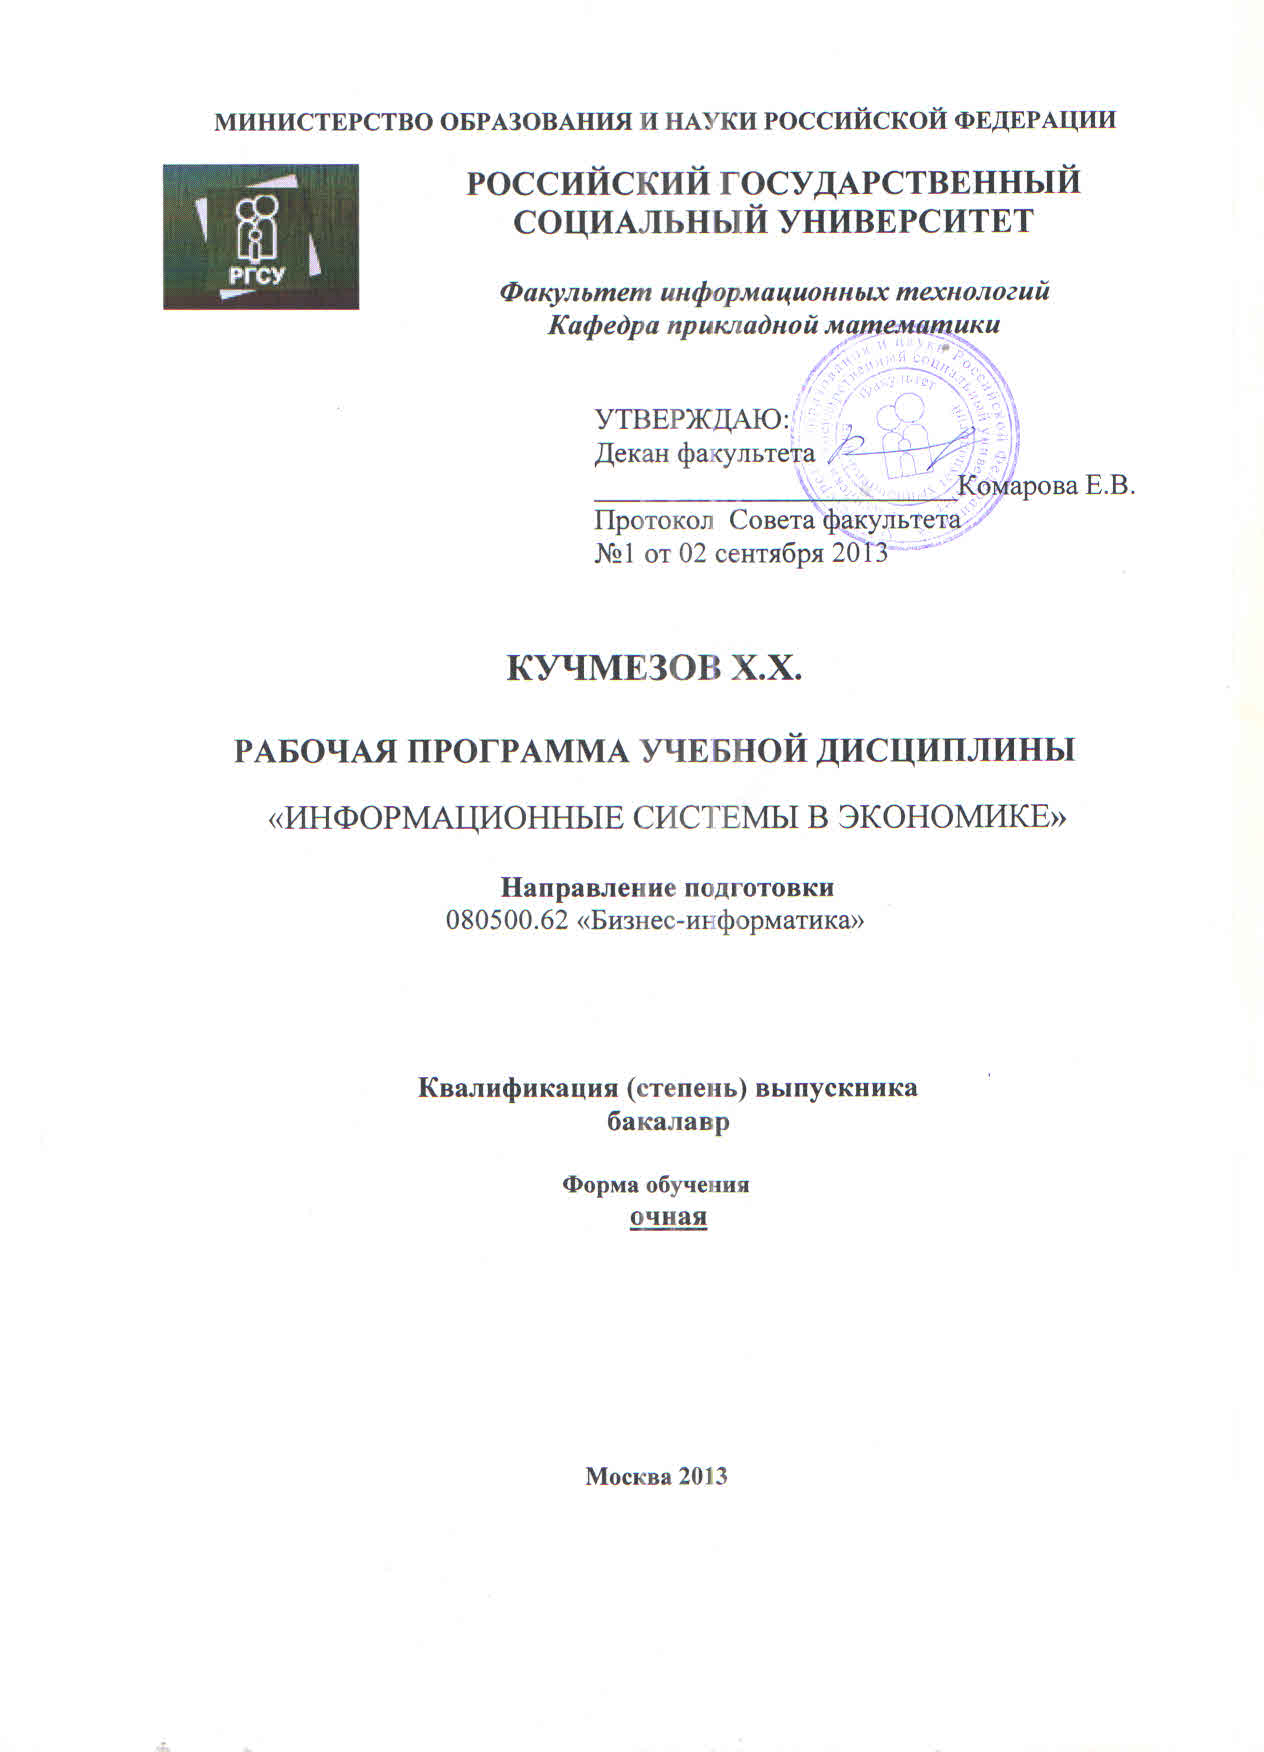 МИНИСТЕРСТВО ОБРАЗОВАНИЯ И НАУКИ РОССИЙСКОЙ ФЕДЕРАЦИИ
РГСУ
РОССИЙСКИЙ ГОСУДАРСТВЕННЫЙ
СОЦИАЛЬНЫЙ УНИВЕРСИТЕТ
Факультет информационных технологий
Кафедра прикладной математики
УТВЕРЖДАЮ:
Декан факультета
Комарова Е.В.
Протокол Совета факультета
№1 от 02 сентября 2013
КУЧМЕЗОВ Х.Х.
РАБОЧАЯ ПРОГРАММА УЧЕБНОЙ ДИСЦИПЛИНЫ
«ИНФОРМАЦИОННЫЕ СИСТЕМЫ В ЭКОНОМИКЕ»
Направление подготовки
080500.62 «Бизнес-информатика»
Квалификация (степень) выпускника
бакалавр
Форма обучения
очная
Москва 2013